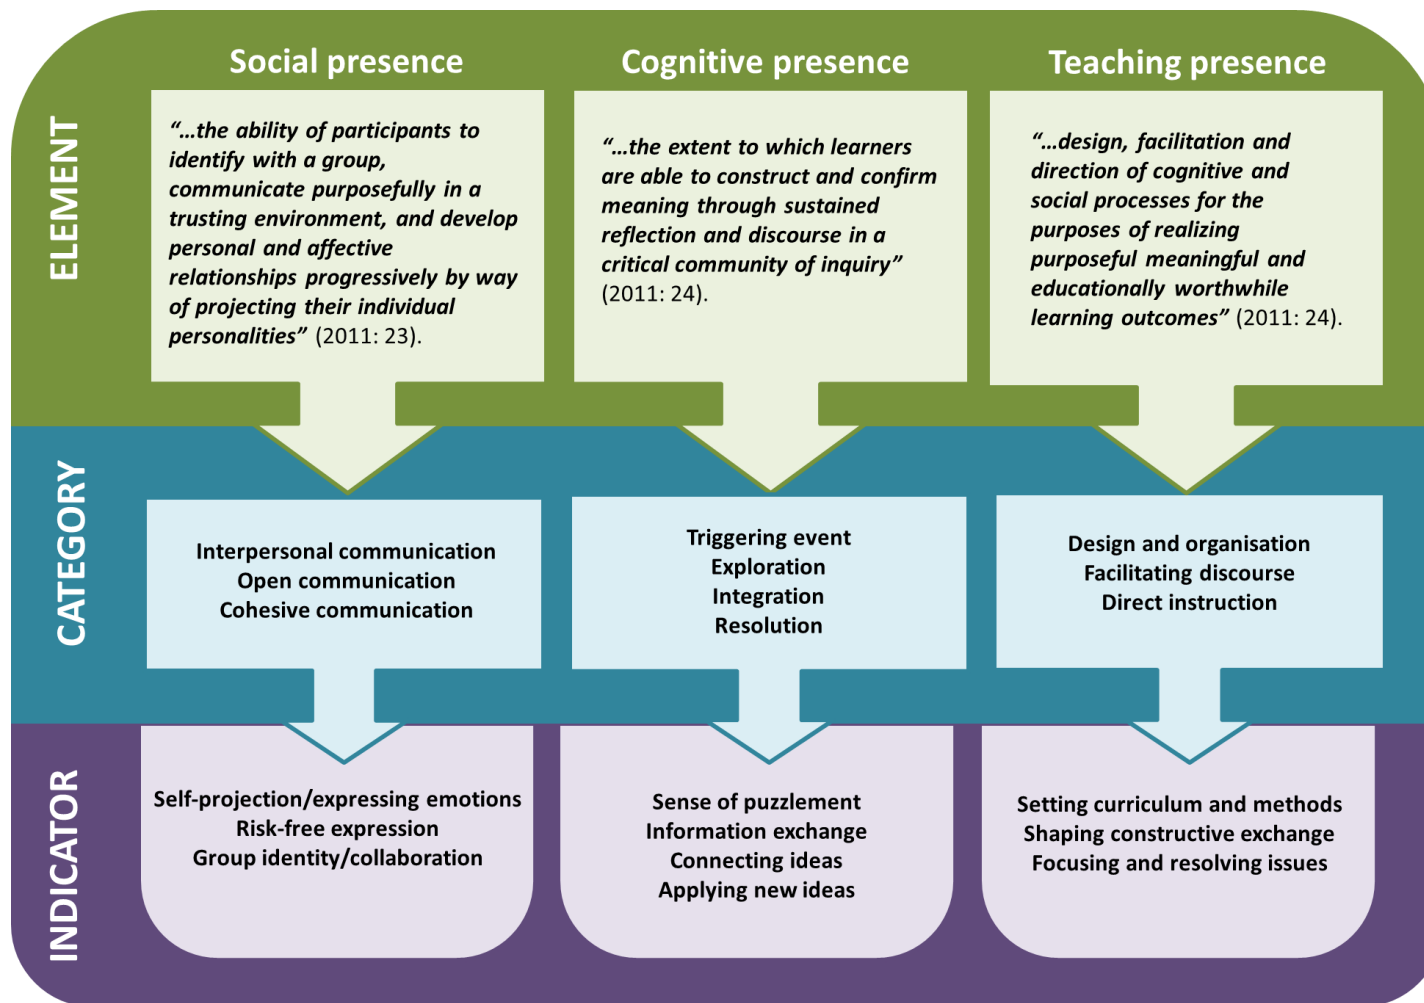 ELEMENT
Social presence
“…the ability of participants to
identify with a group,
communicate purposefully in a
trusting environment, and develop
personal and affective
relationships progressively by way
of projecting their individual
personalities” (2011: 23).
Cognitive presence
“…the extent to which learners
are able to construct and confirm
meaning through sustained
reflection and discourse in a
critical community of inquiry”
(2011: 24).
Teaching presence
“…design, facilitation and
direction of cognitive and
social processes for the
purposes of realizing
purposeful meaningful and
educationally worthwhile
learning outcomes” (2011: 24).
CATEGORY
Interpersonal communication
Open communication
Cohesive communication
Triggering event
Exploration
Integration
Resolution
Design and organisation
Facilitating discourse
Direct instruction
INDICATOR
Self-projection/expressing emotions
Risk-free expression
Group identity/collaboration
Sense of puzzlement
Information exchange
Connecting ideas
Applying new ideas
Setting curriculum and methods
Shaping constructive exchange
Focusing and resolving issues